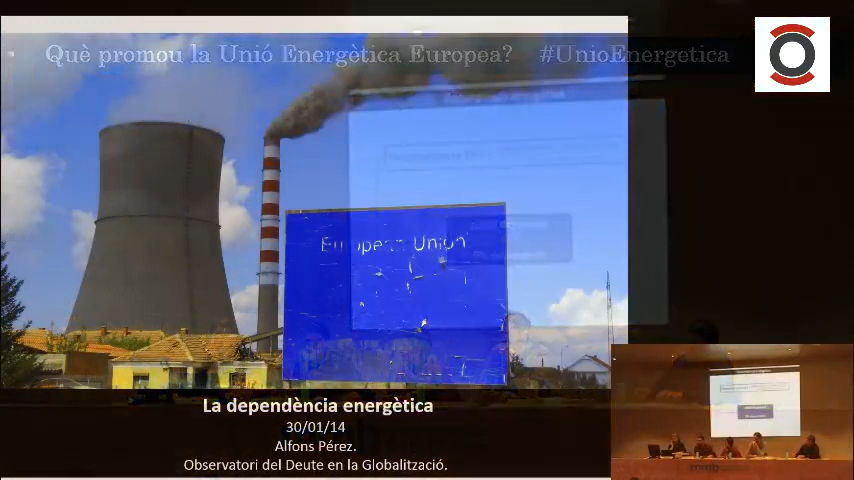 Què promou la Unió Energètica Europea? #UnioEnergetica
European Union
La dependència energètica
30/01/14
Alfons Pérez.
Observatori del Deute en la Globalització.